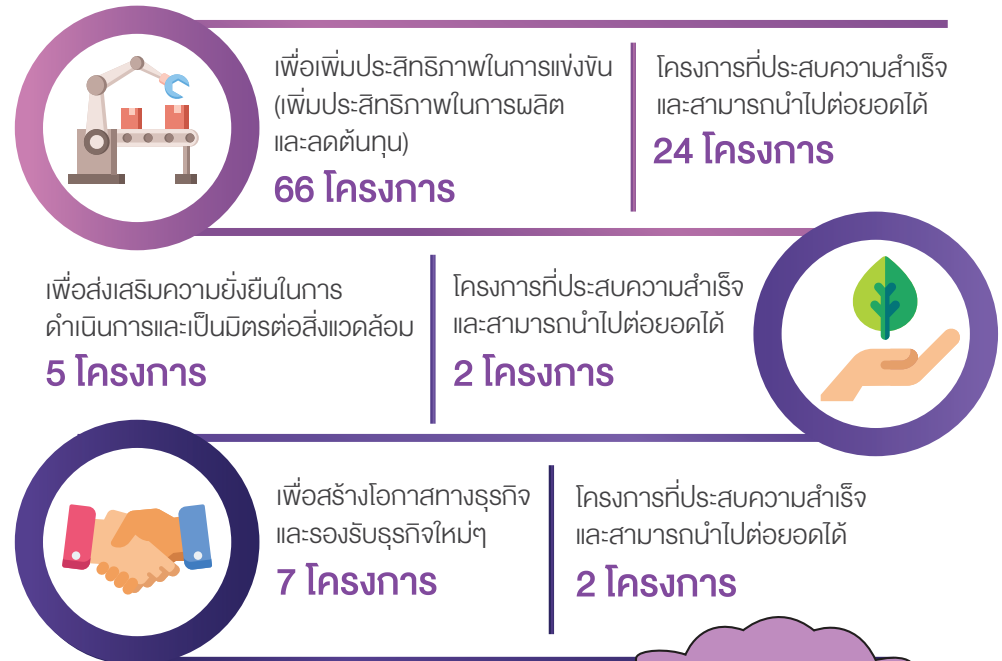 เพื่อเพิ่มประสิทธิภาพในการแข่งขัน
(เพิ่มประสิทธิภาพในการผลิต
และลดต้นทุน)
66 โครงการ
โครงการที่ประสบความสำเร็จ
และสามารถนำไปต่อยอดได้
24 โครงการ
เพื่อส่งเสริมความยั่งยืนในการ
ดำเนินการและเป็นมิตรต่อสิ่งแวดล้อม
5 โครงการ
โครงการที่ประสบความสำเร็จ
และสามารถนำไปต่อยอดได้
2 โครงการ
เพื่อสร้างโอกาสทางธุรกิจ
และรองรับธุรกิจใหม่ๆ
7 โครงการ
โครงการที่ประสบความสำเร็จ
และสามารถนำไปต่อยอดได้
2 โครงการ